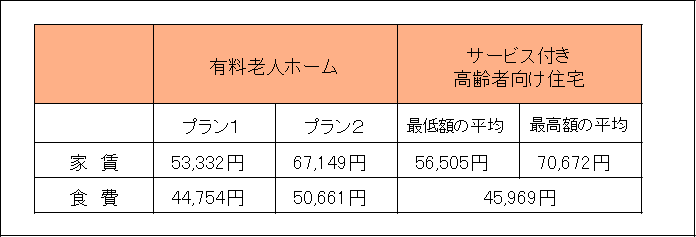 有料老人ホーム
サービス付き
高齢者向け住宅
プラン1 プラン2 最低額の平均 最高額の平均
家 賃 53,332円 67,149円 56,505円 70,672円
食 費 44,754円 50,661円 45,969円